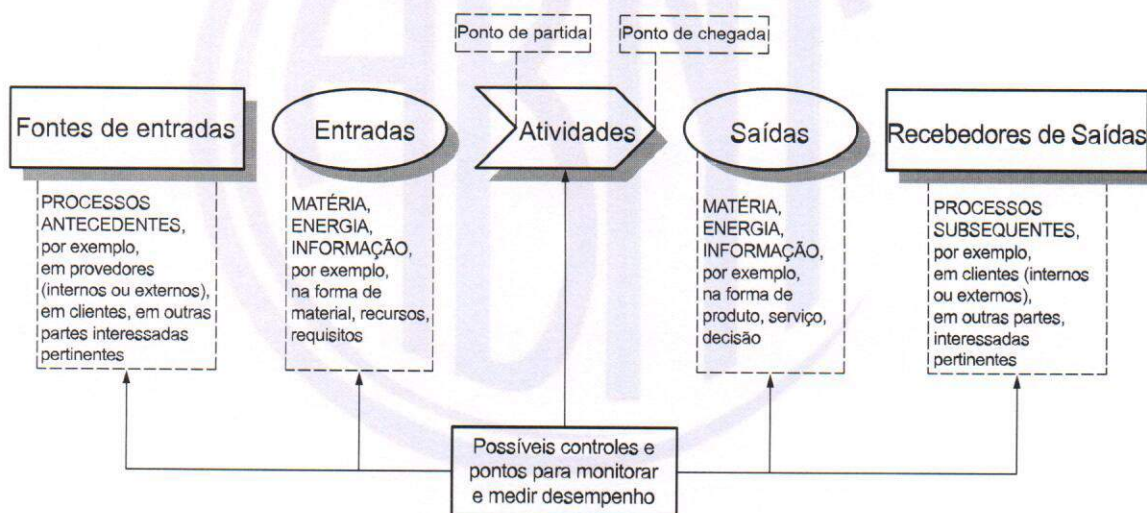 Ponto de partida
Ponto de chegada
Fontes de entradas
Entradas
Atividades
Saídas
Recebedores de Saídas
PROCESSOS
ANTECEDENTES,
por exemplo,
em provedores
(internos ou externos),
em clientes, em outras
partes interessadas
pertinentes
MATÉRIA,
ENERGIA,
INFORMAÇÃO,
por exemplo,
na forma de
material, recursos,
requisitos
MATÉRIA,
ENERGIA,
INFORMAÇÃO,
por exemplo,
na forma de
produto, serviço,
decisão
PROCESSOS
SUBSEQUENTES,
por exemplo,
em clientes (internos
ou externos),
em outras partes,
interessadas
pertinentes
Possíveis controles e
pontos para monitorar
e medir desempenho
ABNT